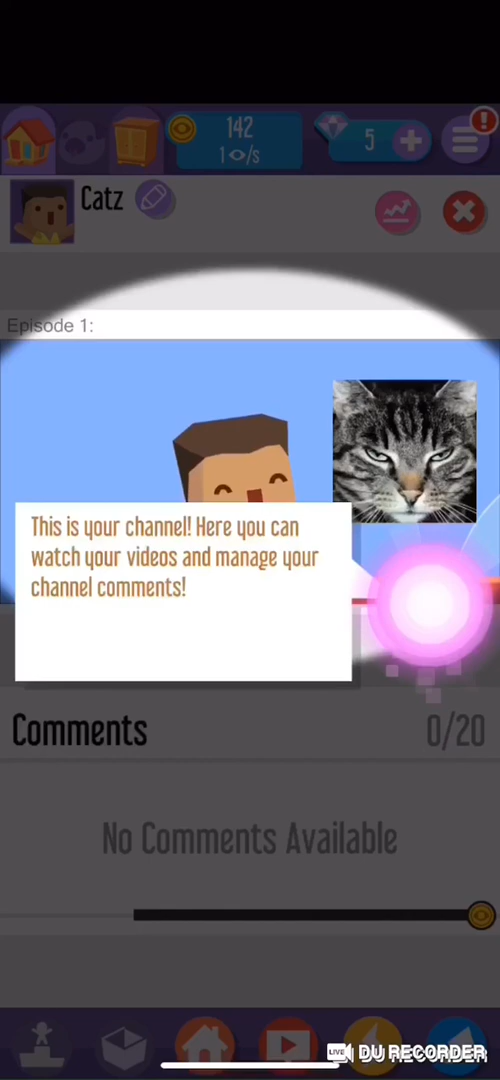 142
1 /s
5
Catz
Episode 1:
This is your channel! Here you can
watch your videos and manage your
channel comments!
Comments
0/20
No Comments Available
LIVE
DU RECORDER